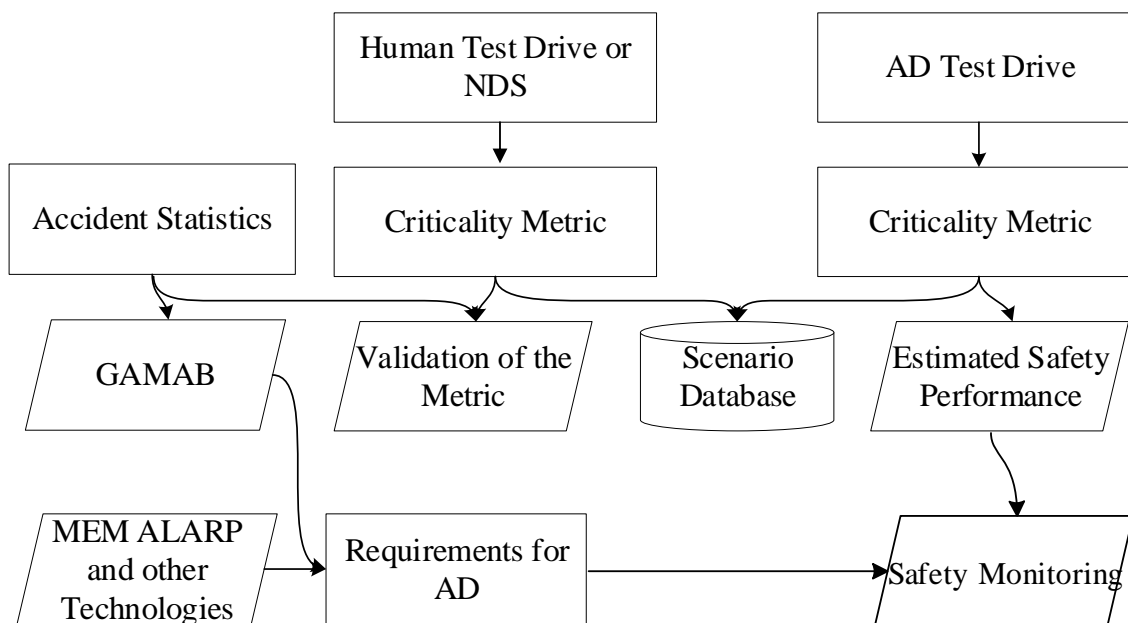 Human Test Drive or
NDS
AD Test Drive
Accident Statistics
Criticality Metric
Criticality Metric
GAMAB
Validation of the
Metric
Scenario
Database
Estimated Safety
Performance
MEM ALARP
and other
Technologies
Requirements for
AD
Safety Monitoring